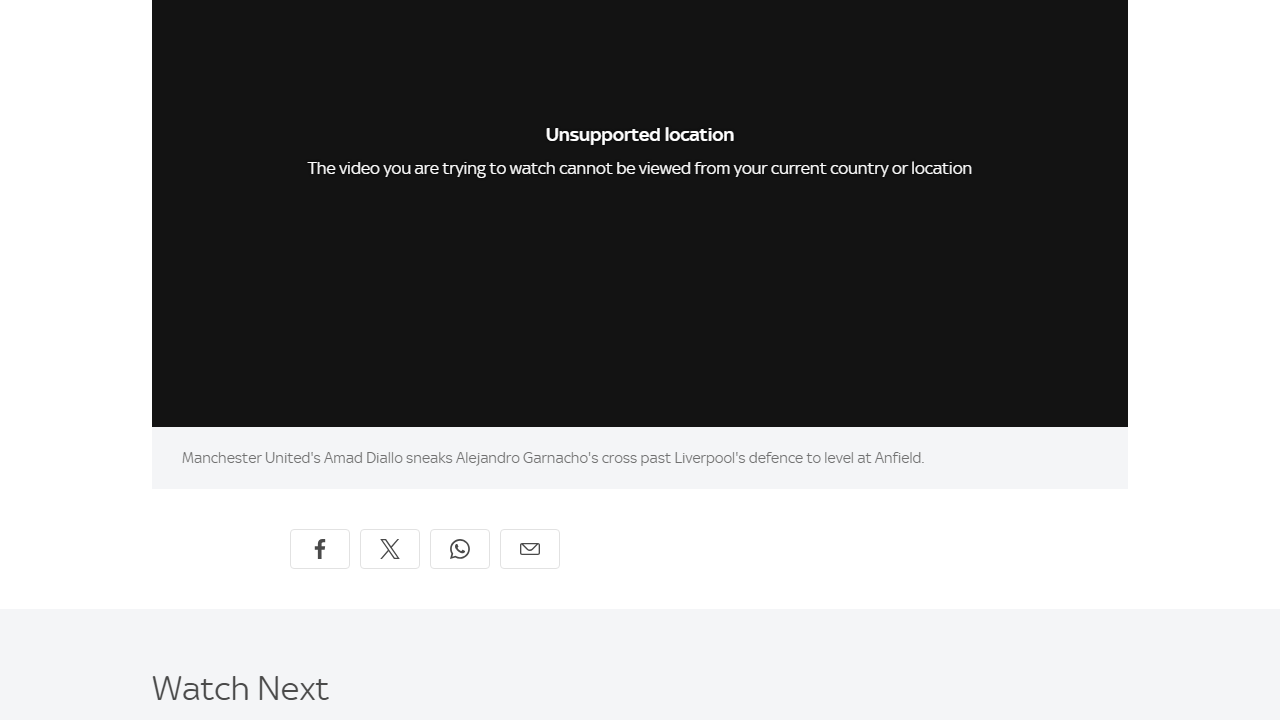 Unsupported location
The video you are trying to watch cannot be viewed from your current country or location
Manchester United's Amad Diallo sneaks Alejandro Garnacho's cross past Liverpool's defence to level at Anfield.
Watch Next